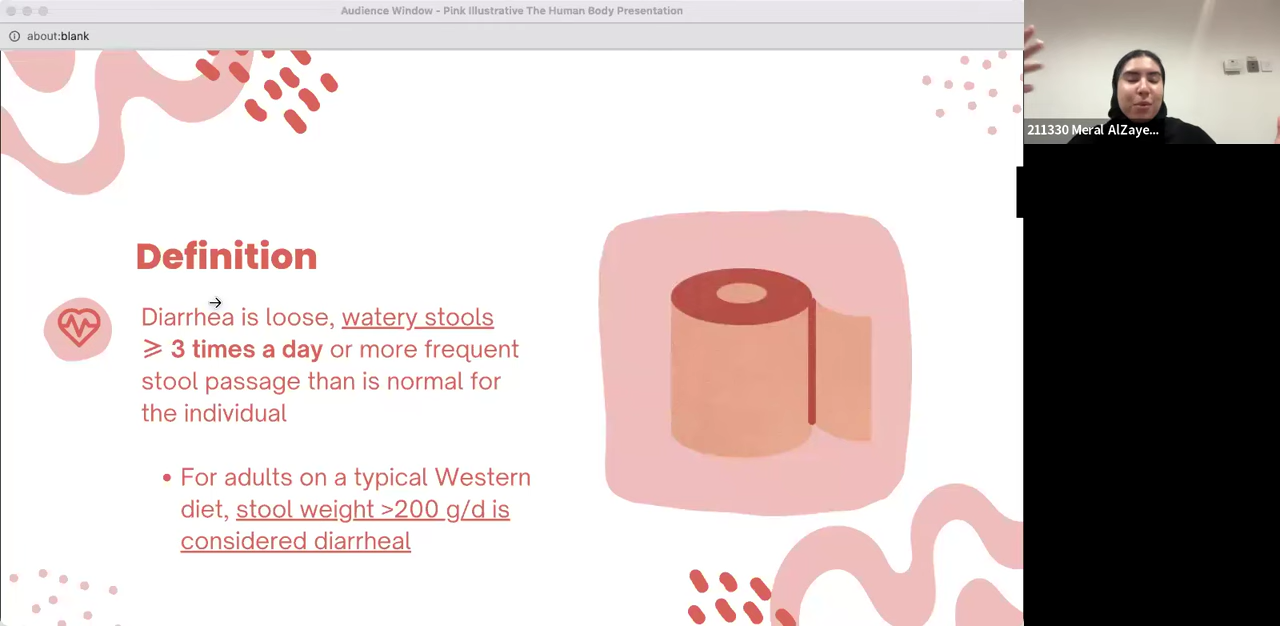 Audience Window - Pink Illustrative The Human Body Presentation
about:blank
211330 Meral AlZaye...
Definition
Diarrhea is loose, watery stools
⩾ 3 times a day or more frequent
stool passage than is normal for
the individual
• For adults on a typical Western
diet, stool weight >200 g/d is
considered diarrheal